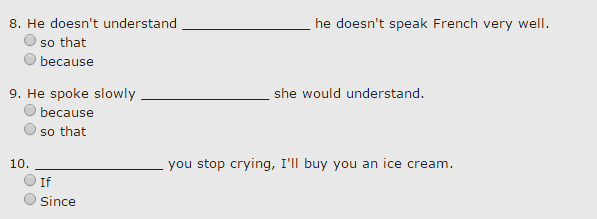 8. He doesn't understand ________________ he doesn't speak French very well.
so that
because
9. He spoke slowly ________________ she would understand.
because
so that
10. ________________ you stop crying, I'll buy you an ice cream.
If
Since